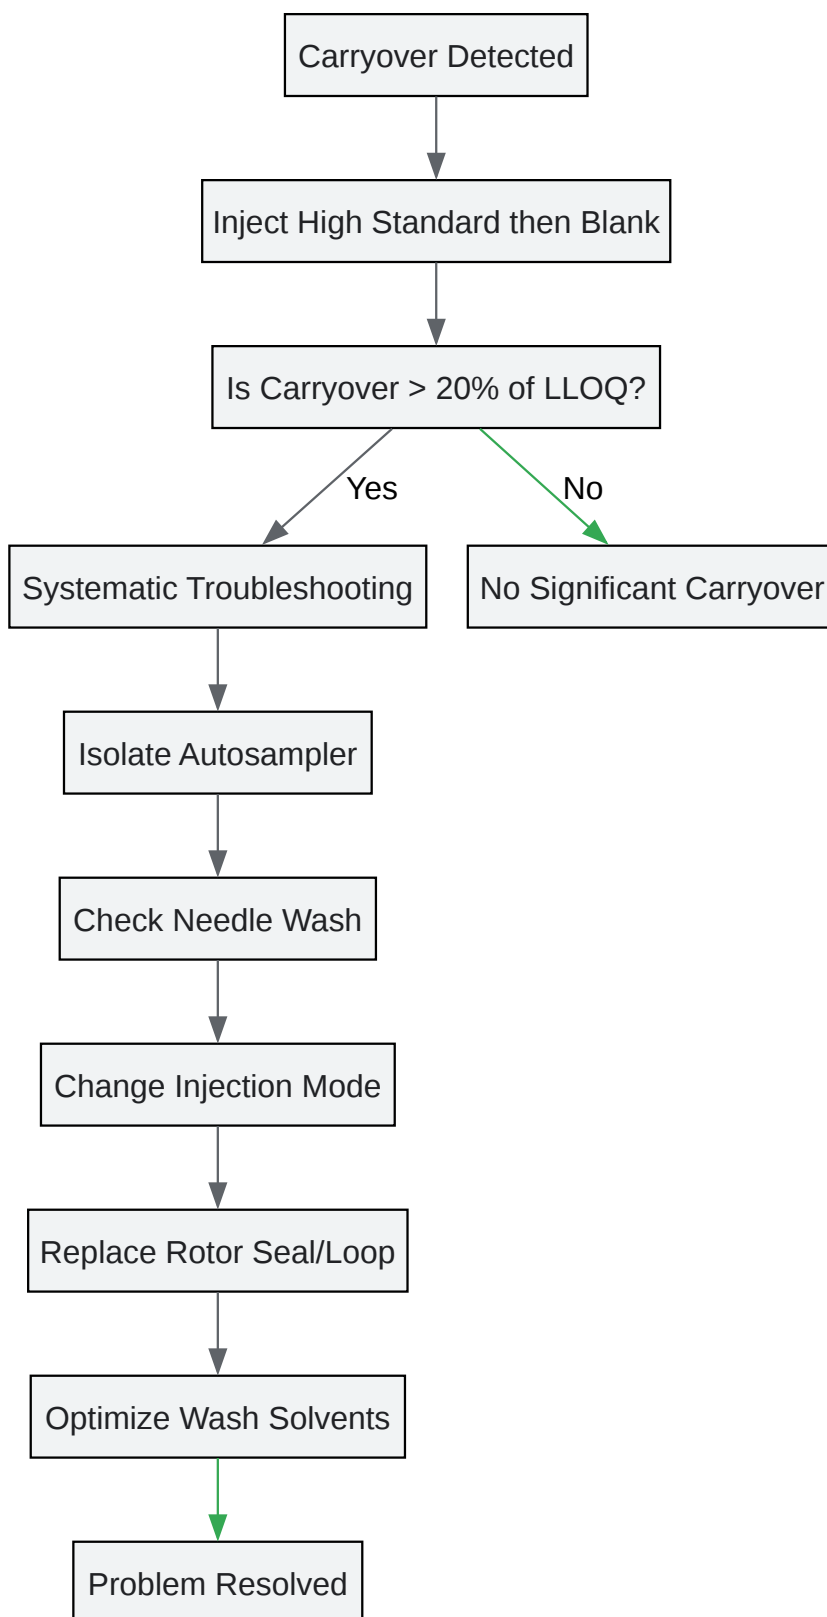 Carryover Detected
Inject High Standard then Blank
Is Carryover > 20% of LLOQ?
Yes
No
Systematic Troubleshooting
No Significant Carryover
Isolate Autosampler
Check Needle Wash
Change Injection Mode
Replace Rotor Seal/Loop
Optimize Wash Solvents
Problem Resolved